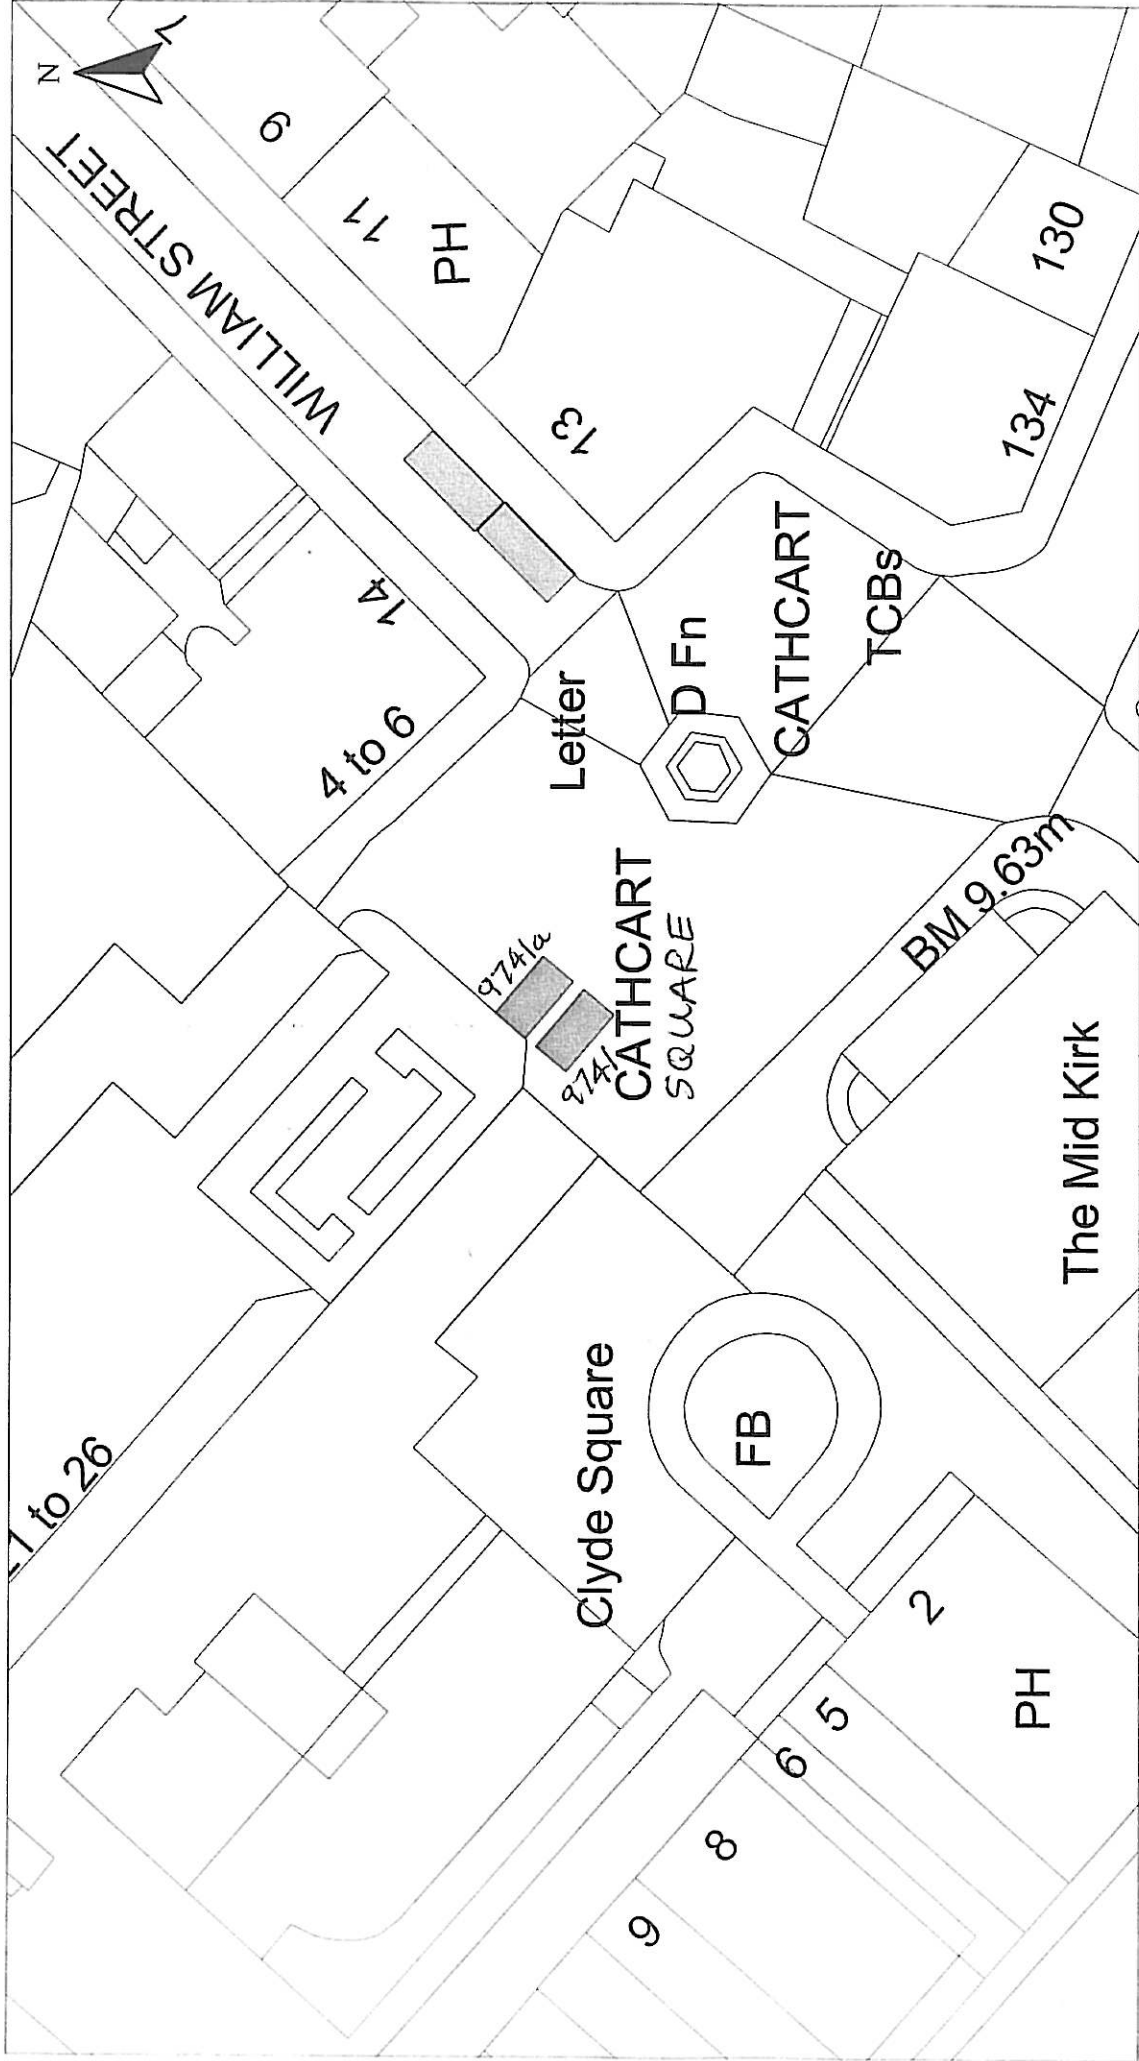 N
21 to 26
7
WILLIAM STREET
9
4 to 6
11
14
PH
9741a
Letter
13
9741
Clyde Square
CATHCART
SQUARE
9
D Fn
8
FB
6
CATHCART
5
TCBs
2
BM 9.63m
134
PH
130
The Mid Kirk